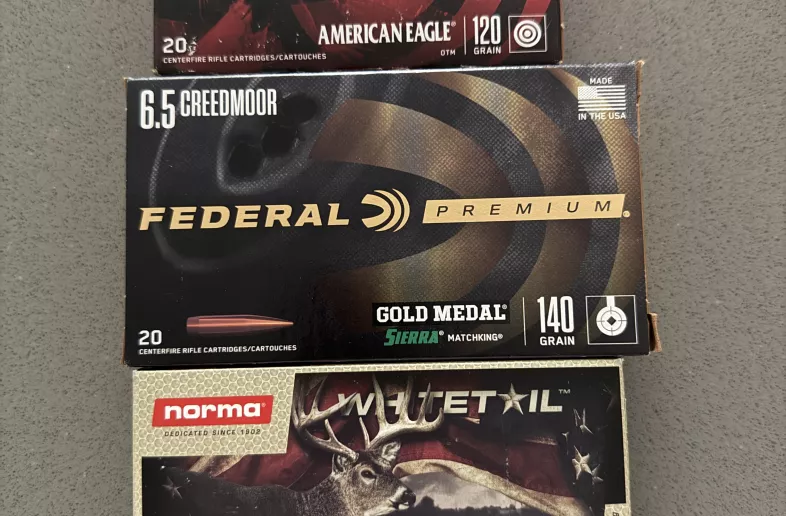 AMERICAN EAGLE®
OTM
120
GRAIN
20
CENTERFIRE RIFLE CARTRIDGES/CARTOUCHES
6.5 CREEDMOOR
MADE
IN THE USA
FEDERAL PREMIUM®
GOLD MEDAL®
SIERRA® MATCHKING®
140
GRAIN
20
CENTERFIRE RIFLE CARTRIDGES/CARTOUCHES
norma®
DEDICATED SINCE 1902
WHITETAIL™